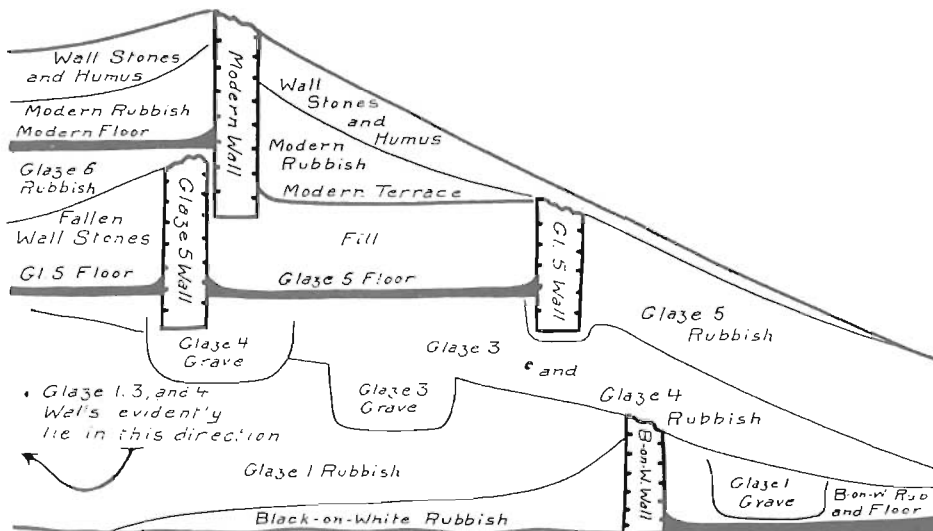 Wall Stones
and Humus
Modern Rubbish
Modern Floor
Glaze 6
Rubbish
Fallen
Wall Stones
Gl. 5 Floor
Modern Wall
Glaze 5 Wall
Wall
Stones
and
Humus
Modern
Rubbish
Modern Terrace
Fill
Glaze 5 Floor
Gl. 5 Wall
Glaze 5
Rubbish
Glaze 4
Grave
Glaze 3
and
Glaze 4
Rubbish
Glaze 3
Grave
Glaze 1, 3, and 4
Walls evidently
lie in this direction
Glaze 1 Rubbish
Black-on-White Rubbish
B-on-W. Wall
Glaze 1
Grave
B-on-W Rub
and Floor